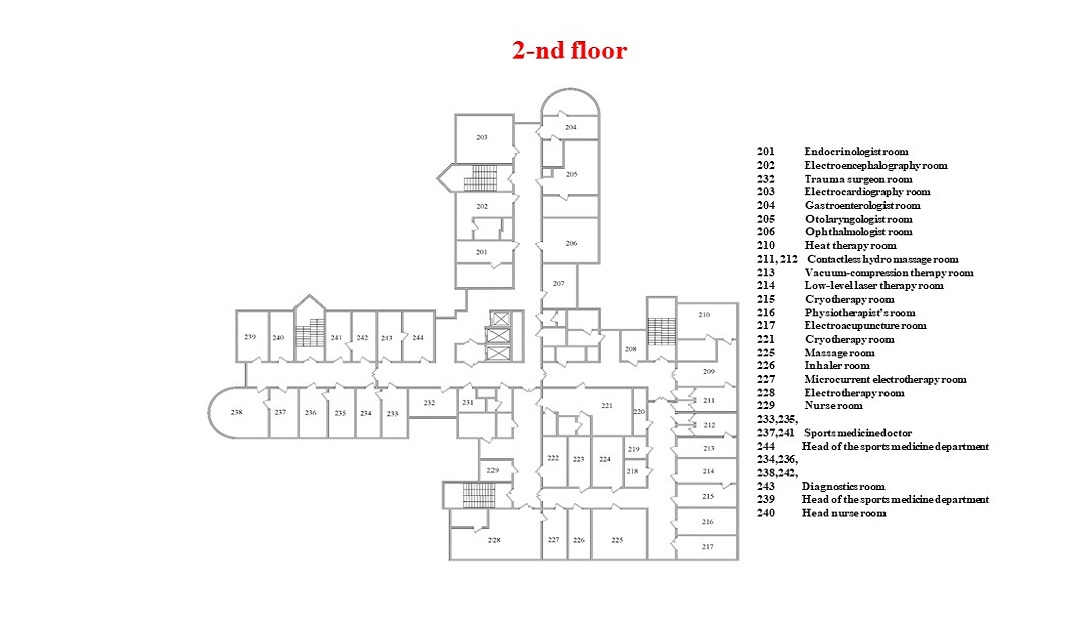 2-nd floor
203
204
205
202
201
206
207
210
239
240
241
242
243
244
208
209
238
237
236
235
234
233
232
231
221
220
211
212
219
213
222
223
224
229
218
214
215
216
228
227
226
225
217
201 Endocrinologist room
202 Electroencephalography room
232 Trauma surgeon room
203 Electrocardiography room
204 Gastroenterologist room
205 Otolaryngologist room
206 Ophthalmologist room
210 Heat therapy room
211, 212 Contactless hydro massage room
213 Vacuum-compression therapy room
214 Low-level laser therapy room
215 Cryotherapy room
216 Physiotherapist's room
217 Electroacupuncture room
221 Cryotherapy room
225 Massage room
226 Inhaler room
227 Microcurrent electrotherapy room
228 Electrotherapy room
229 Nurse room
233,235,
237,241 Sports medicine doctor
244 Head of the sports medicine department
234,236,
238,242,
243 Diagnostics room
239 Head of the sports medicine department
240 Head nurse room